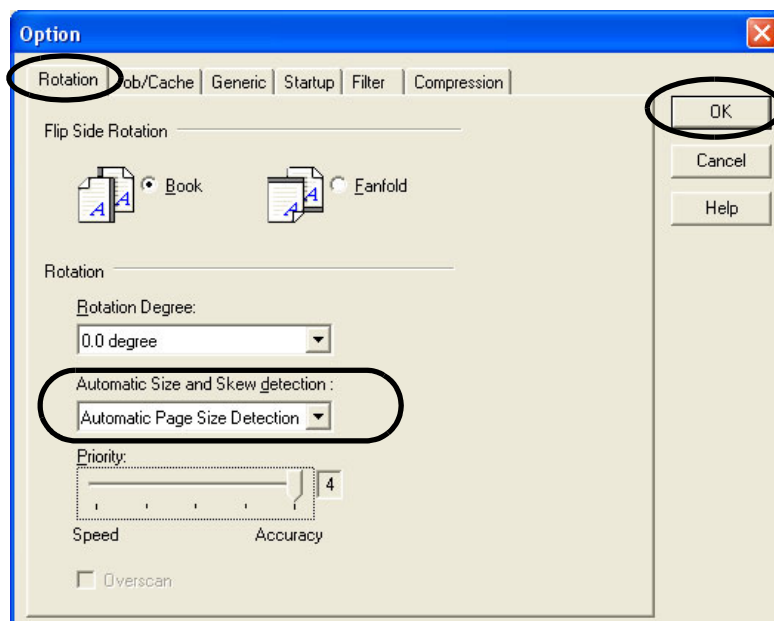 Option
Rotation ob/Cache Generic Startup Filter Compression
OK
Cancel
Help
Flip Side Rotation
A A Book A A Fanfold
Rotation
Rotation Degree:
0.0 degree
Automatic Size and Skew detection :
Automatic Page Size Detection
Priority:
4
Speed Accuracy
Overscan